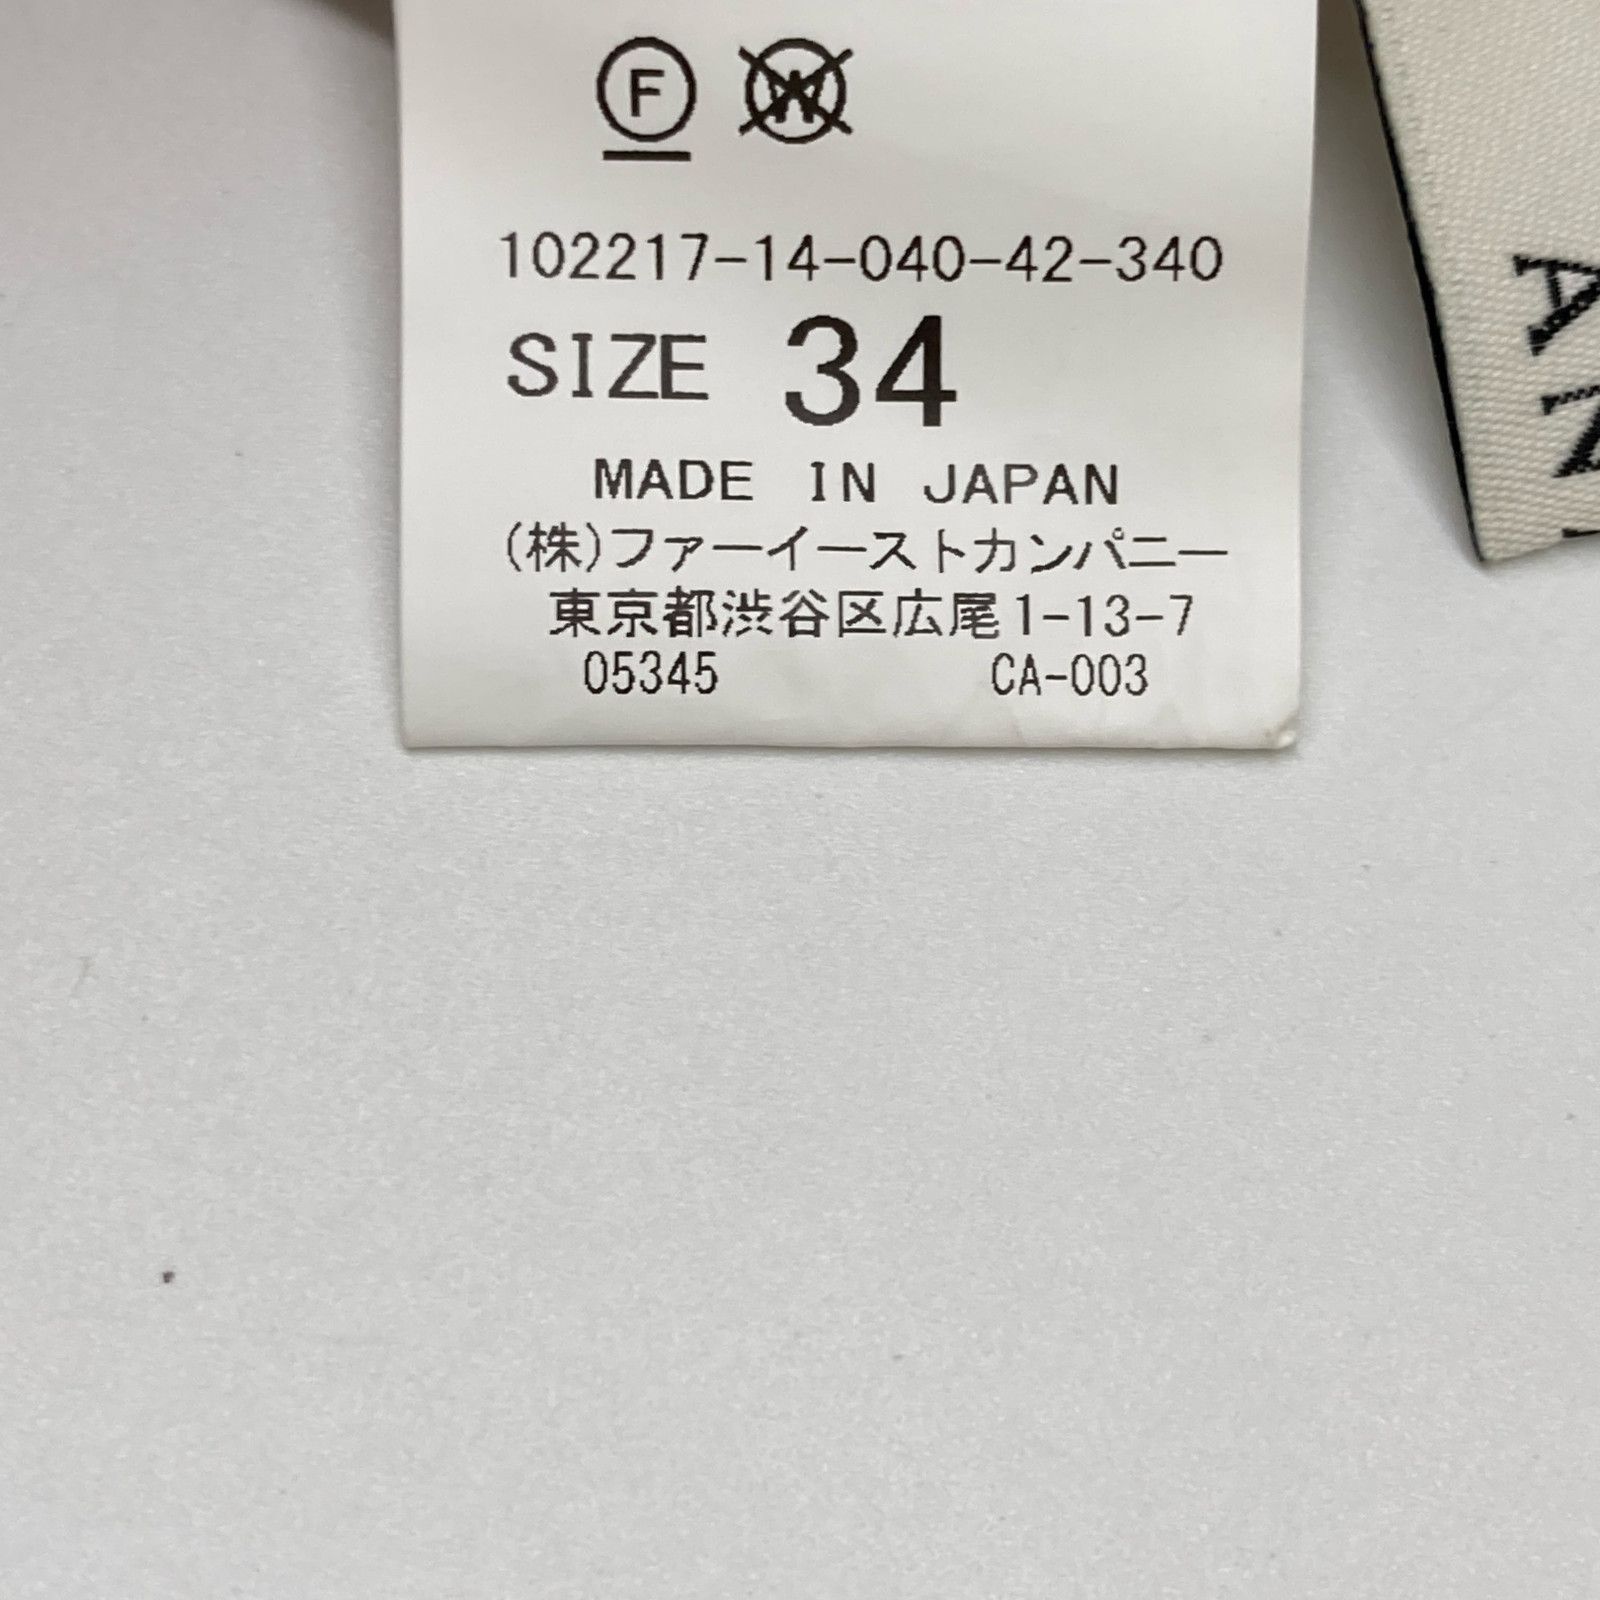 F W
102217-14-040-42-340
SIZE 34
MADE IN JAPAN
(株)ファーイーストカンパニー
東京都渋谷区広尾1-13-7
05345 CA-003
A
N